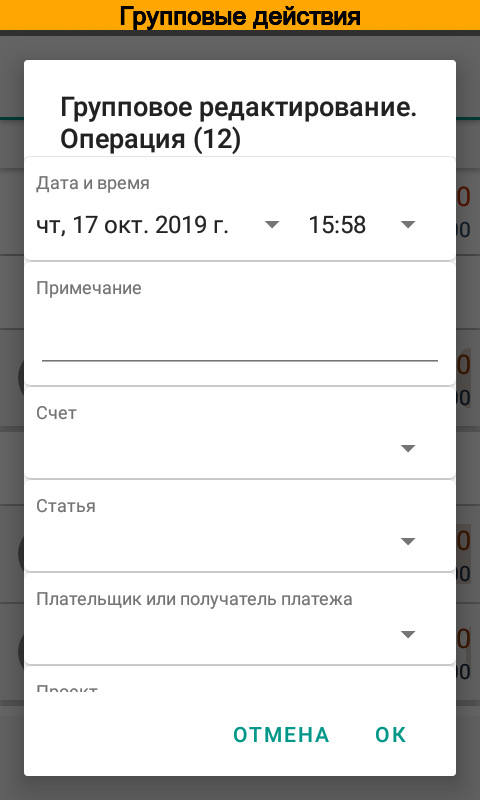 Групповые действия
Групповое редактирование.
Операция (12)
Дата и время
чт, 17 окт. 2019 г. 15:58
Примечание
Счет
Статья
Плательщик или получатель платежа
Проект
ОТМЕНА ОК